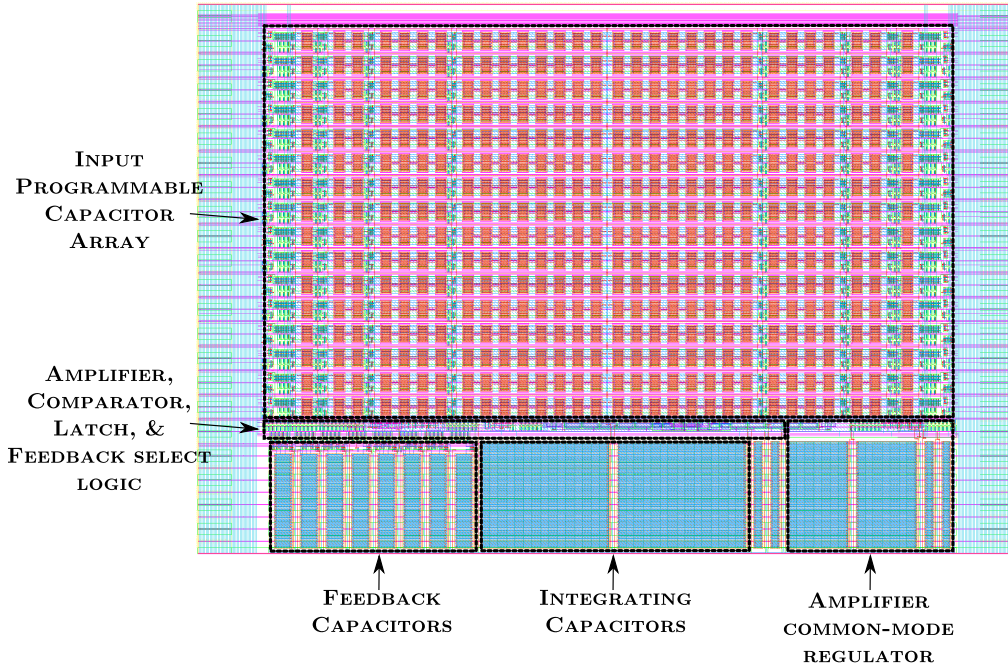 Input
Programmable
Capacitor
Array
Amplifier,
Comparator,
Latch, &
Feedback select
logic
Feedback
Capacitors
Integrating
Capacitors
Amplifier
common-mode
regulator